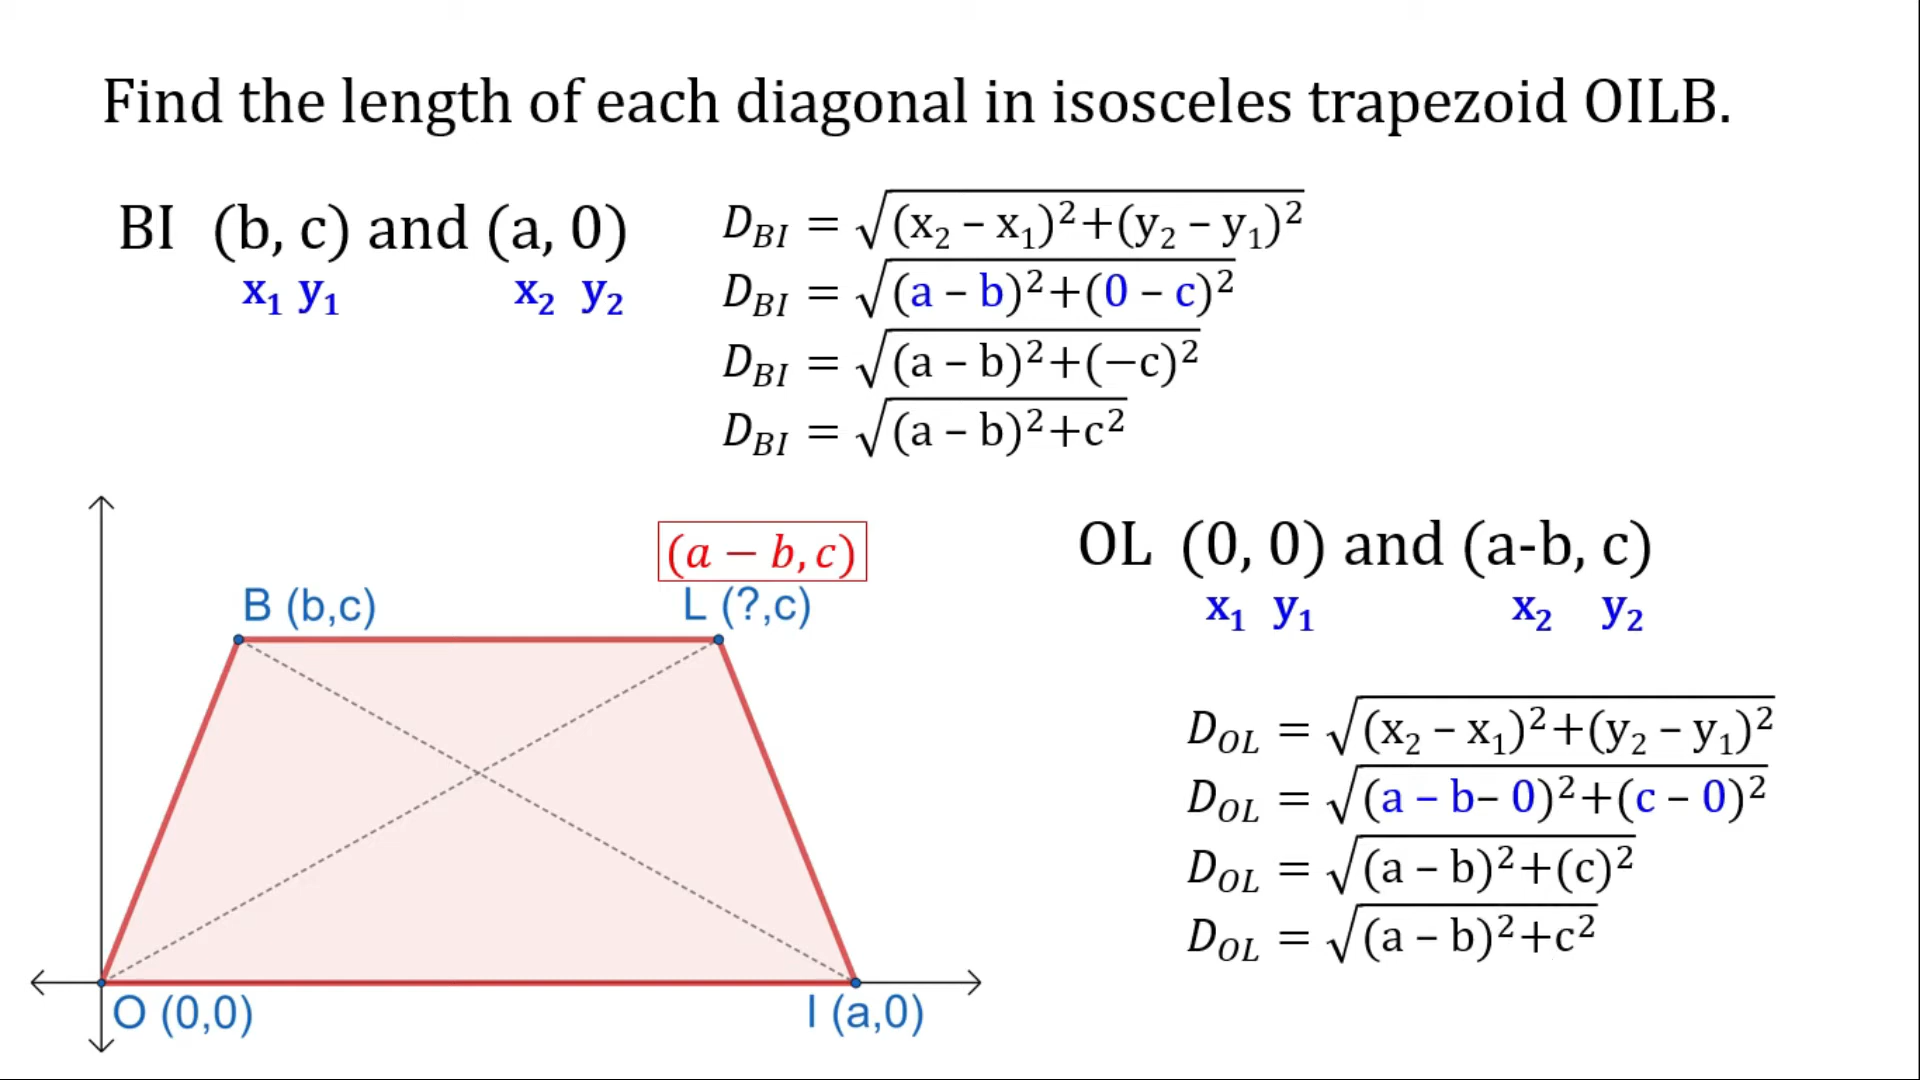 Find the length of each diagonal in isosceles trapezoid OILB.
BI (b, c) and (a, 0)
x₁ y₁ x₂ y₂
D_BI = √((x₂ – x₁)²+(y₂ – y₁)²)
D_BI = √((a – b)²+(0 – c)²)
D_BI = √((a – b)²+(−c)²)
D_BI = √((a – b)²+c²)
(a − b, c)
B (b,c)
L (?,c)
O (0,0)
I (a,0)
OL (0, 0) and (a-b, c)
x₁ y₁ x₂ y₂
D_OL = √((x₂ – x₁)²+(y₂ – y₁)²)
D_OL = √((a – b– 0)²+(c – 0)²)
D_OL = √((a – b)²+(c)²)
D_OL = √((a – b)²+c²)